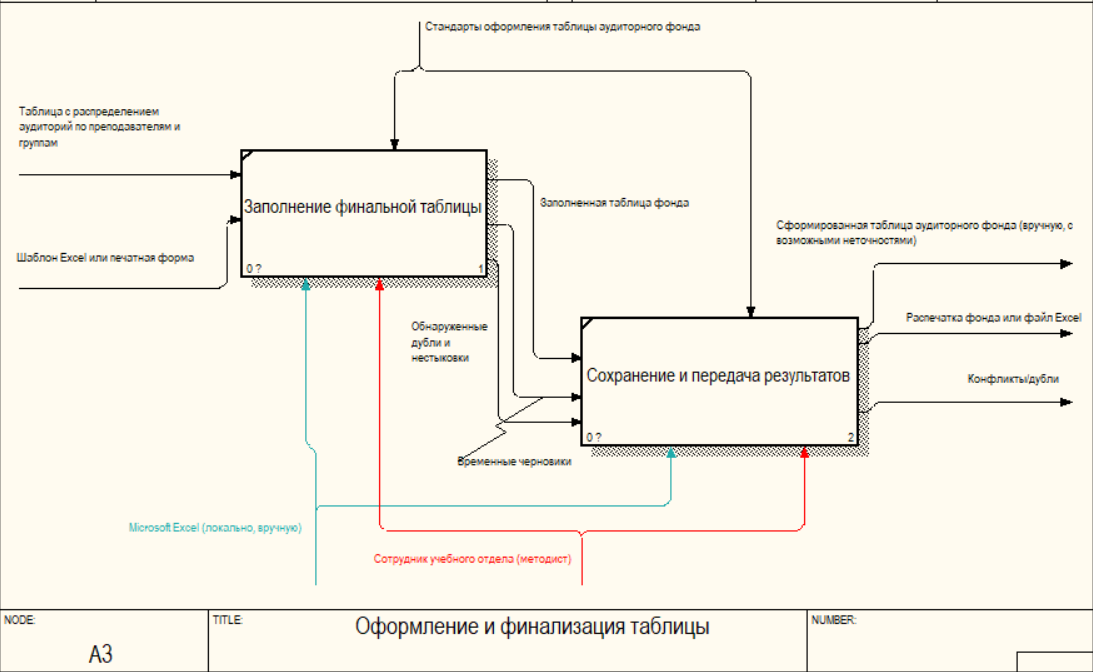 Стандарты оформления таблицы аудиторного фонда
Таблица с распределением
аудиторий по преподавателям и
группам
Заполнение финальной таблицы
0 ?
1
Шаблон Excel или печатная форма
Заполненная таблица фонда
Сформированная таблица аудиторного фонда (вручную, с
возможными неточностями)
Обнаруженные
дубли и
нестыковки
Распечатка фонда или файл Excel
Сохранение и передача результатов
0 ?
2
Конфликты/дубли
Временные черновики
Microsoft Excel (локально, вручную)
Сотрудник учебного отдела (методист)
NODE:
A3
TITLE:
Оформление и финализация таблицы
NUMBER: